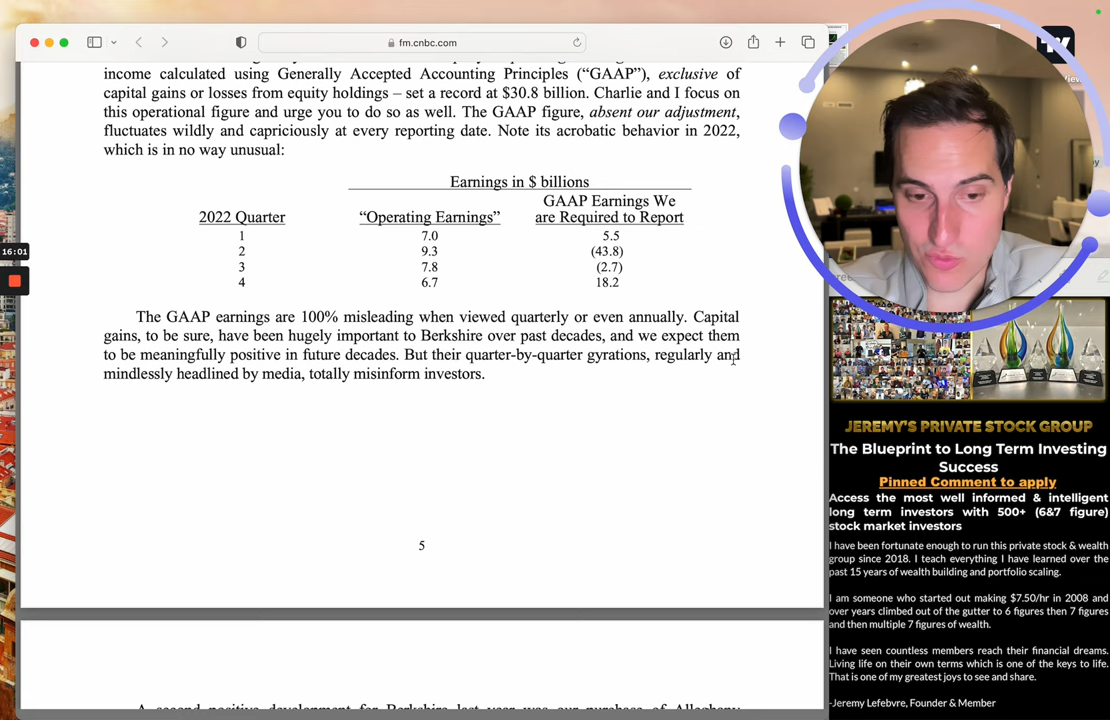 fm.cnbc.com
income calculated using Generally Accepted Accounting Principles (“GAAP”), exclusive of
capital gains or losses from equity holdings – set a record at $30.8 billion. Charlie and I focus on
this operational figure and urge you to do so as well. The GAAP figure, absent our adjustment,
fluctuates wildly and capriciously at every reporting date. Note its acrobatic behavior in 2022,
which is in no way unusual:
Earnings in $ billions
2022 Quarter “Operating Earnings” GAAP Earnings We
are Required to Report
1 7.0 5.5
2 9.3 (43.8)
3 7.8 (2.7)
4 6.7 18.2
The GAAP earnings are 100% misleading when viewed quarterly or even annually. Capital
gains, to be sure, have been hugely important to Berkshire over past decades, and we expect them
to be meaningfully positive in future decades. But their quarter-by-quarter gyrations, regularly and
mindlessly headlined by media, totally misinform investors.
5
A second positive development for Berkshire last year was our purchase of Alleghany
16:01
JEREMY'S PRIVATE STOCK GROUP
The Blueprint to Long Term Investing
Success
Pinned Comment to apply
Access the most well informed & intelligent
long term investors with 500+ (6&7 figure)
stock market investors
I have been fortunate enough to run this private stock & wealth
group since 2018. I teach everything I have learned over the
past 15 years of wealth building and portfolio scaling.
I am someone who started out making $7.50/hr in 2008 and
over years climbed out of the gutter to 6 figures then 7 figures
and then multiple 7 figures of wealth.
I have seen countless members reach their financial dreams.
Living life on their own terms which is one of the keys to life.
That is one of my greatest joys to see and share.
-Jeremy Lefebvre, Founder & Member